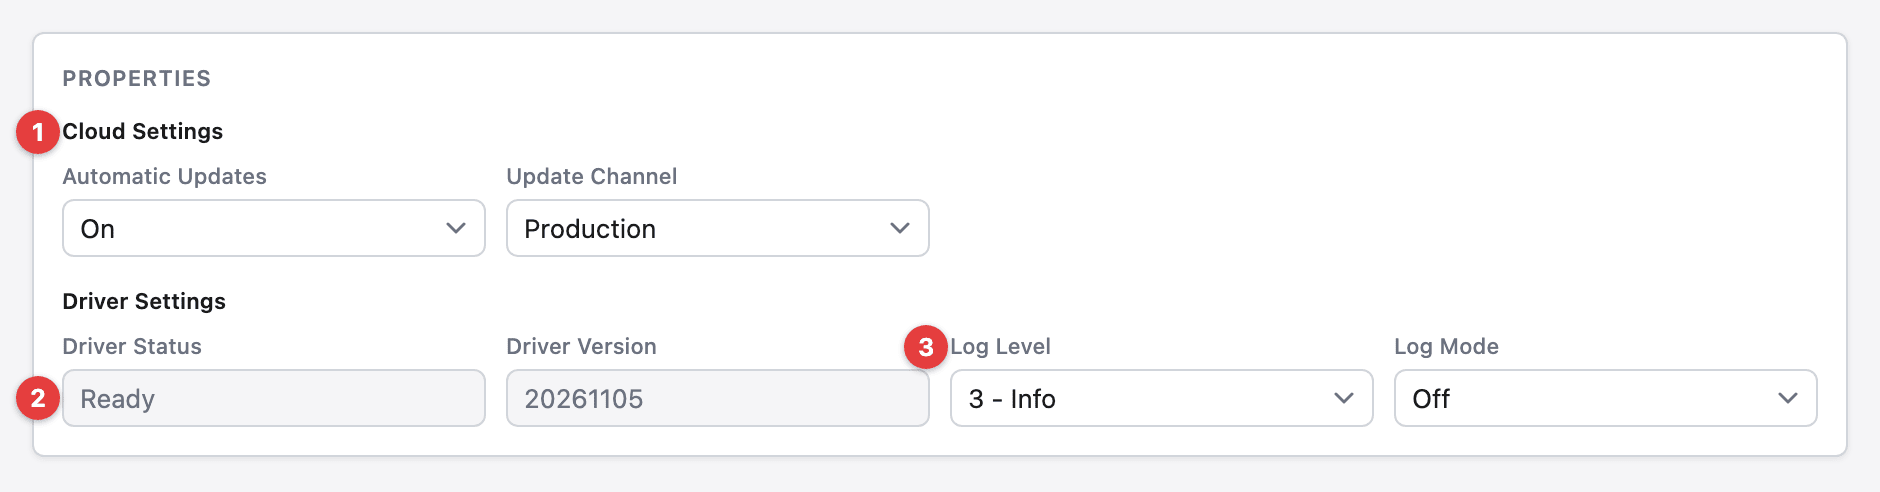 PROPERTIES
1 Cloud Settings
Automatic Updates Update Channel
On Production
Driver Settings
Driver Status Driver Version 3 Log Level Log Mode
2 Ready 20261105 3 - Info Off